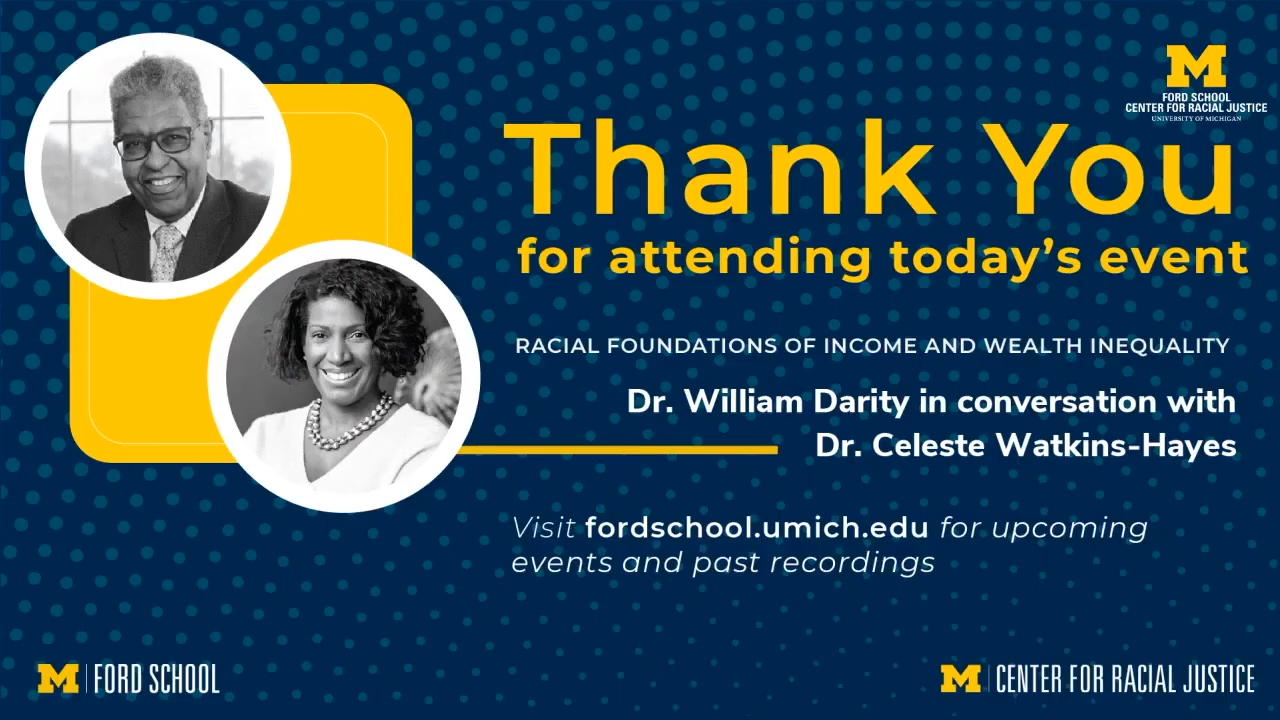 M
FORD SCHOOL
CENTER FOR RACIAL JUSTICE
UNIVERSITY OF MICHIGAN
Thank You
for attending today’s event
RACIAL FOUNDATIONS OF INCOME AND WEALTH INEQUALITY
Dr. William Darity in conversation with
Dr. Celeste Watkins-Hayes
Visit fordschool.umich.edu for upcoming
events and past recordings
M | FORD SCHOOL
M | CENTER FOR RACIAL JUSTICE